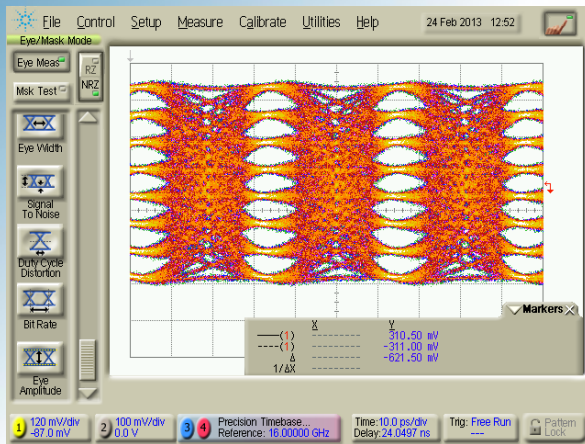 File Control Setup Measure Calibrate Utilities Help 24 Feb 2013 12:52
Eye/Mask Mode
Eye Meas
RZ
NRZ
Msk Test
Eye Width
Signal
To Noise
Duty Cycle
Distortion
Bit Rate
Eye
Amplitude
Markers X
X Y
——(1) --------- 310.50 mV
----(1) --------- -311.00 mV
Δ --------- -621.50 mV
1/ΔX ---------
1 120 mV/div
-87.0 mV
2 100 mV/div
0.0 V
3 4 Precision Timebase...
Reference: 16.00000 GHz
Time:10.0 ps/div
Delay:24.0497 ns
Trig: Free Run
---
Pattern
Lock